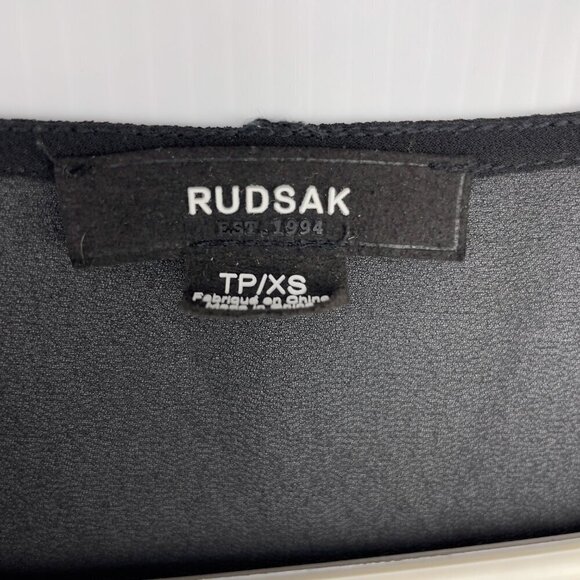 RUDSAK
EST. 1994
TP/XS
Fabriqué en Chine
Made in China